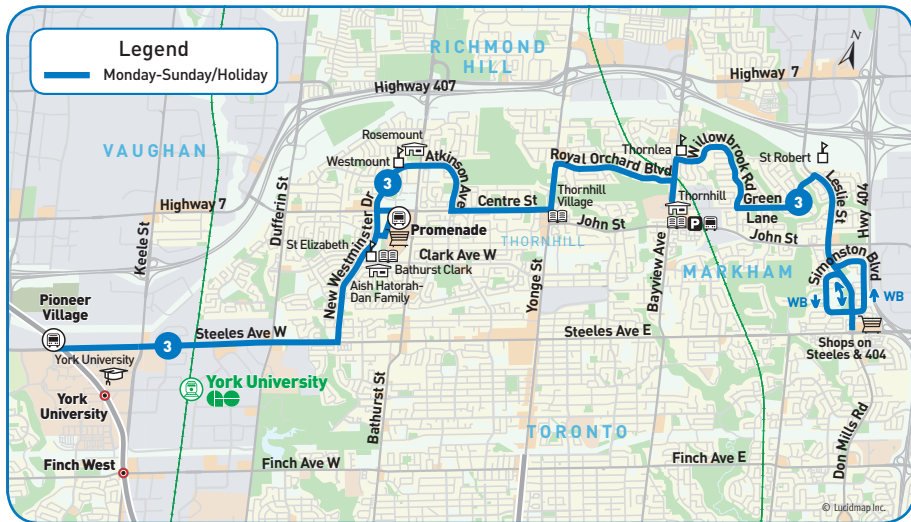 Legend
Monday-Sunday/Holiday
RICHMOND
HILL
N
Highway 7
Highway 407
VAUGHAN
Rosemount
Westmount
Atkinson Ave
Royal Orchard Blvd
Thornlea
Willowbrook Rd
St Robert
Leslie St
Hwy 404
Dufferin St
3
Highway 7
Keele St
New Westminster Dr
Centre St
Thornhill
Village
Thornhill
P
Green
Lane
3
Promenade
John St
John St
St Elizabeth
Clark Ave W
THORNHILL
Bathurst Clark
Aish Hatorah-
Dan Family
Yonge St
Bayview Ave
MARKHAM
Simonston Blvd
WB
WB
Pioneer
Village
Steeles Ave W
3
Steeles Ave E
Shops on
Steeles & 404
York University
York University
GO
York
University
Bathurst St
TORONTO
Don Mills Rd
Finch West
Finch Ave W
Finch Ave E
© Lucidmap Inc.